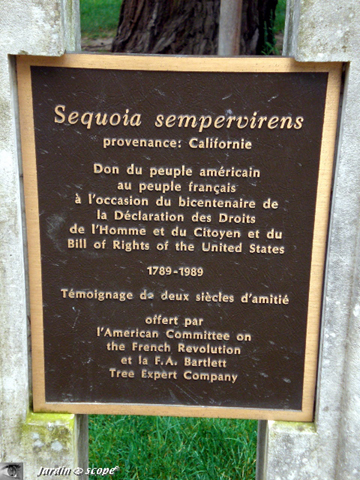 Sequoia sempervirens
provenance: Californie
Don du peuple américain
au peuple français
à l'occasion du bicentenaire de
la Déclaration des Droits
de l'Homme et du Citoyen et du
Bill of Rights of the United States
1789-1989
Témoignage de deux siècles d'amitié
offert par
l'American Committee on
the French Revolution
et la F.A. Bartlett
Tree Expert Company
jardin@scope